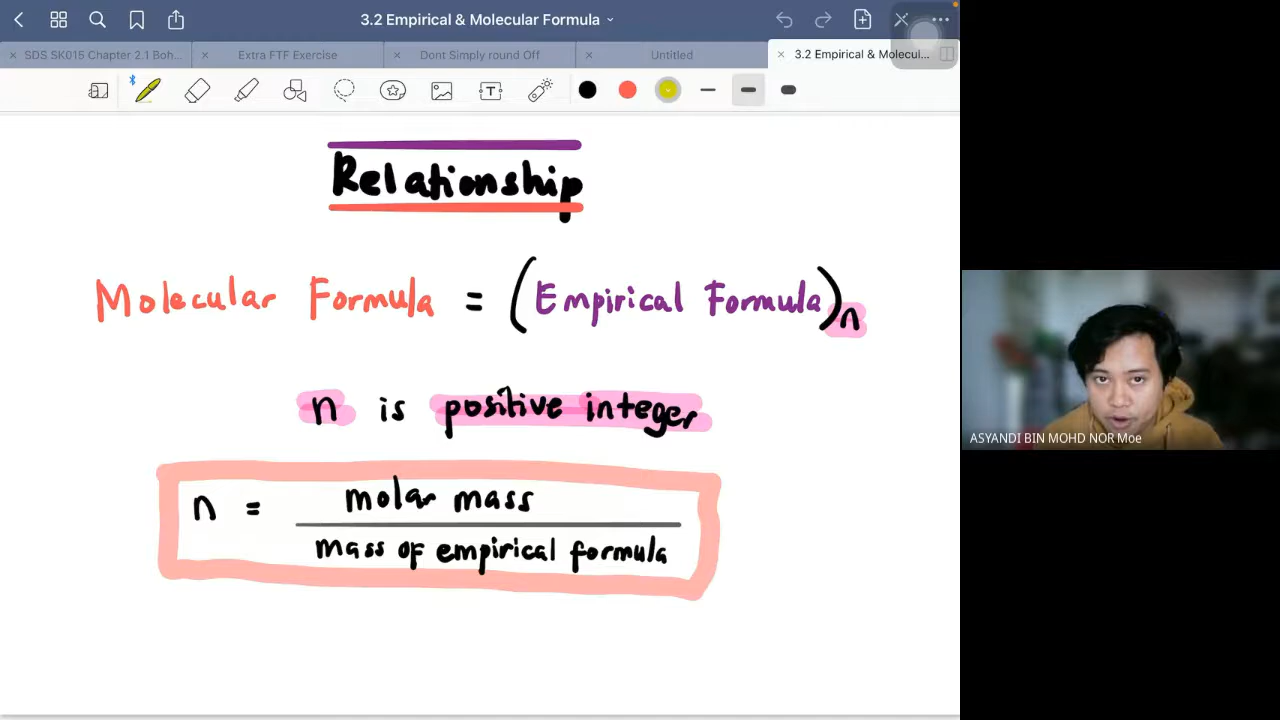 3.2 Empirical & Molecular Formula
SDS SK015 Chapter 2.1 Boh...
Extra FTF Exercise
Dont Simply round Off
Untitled
3.2 Empirical & Molecul...
T
Relationship
Molecular Formula = (Empirical Formula)n
n is positive integer
n = molar mass
mass of empirical formula
ASYANDI BIN MOHD NOR Moe